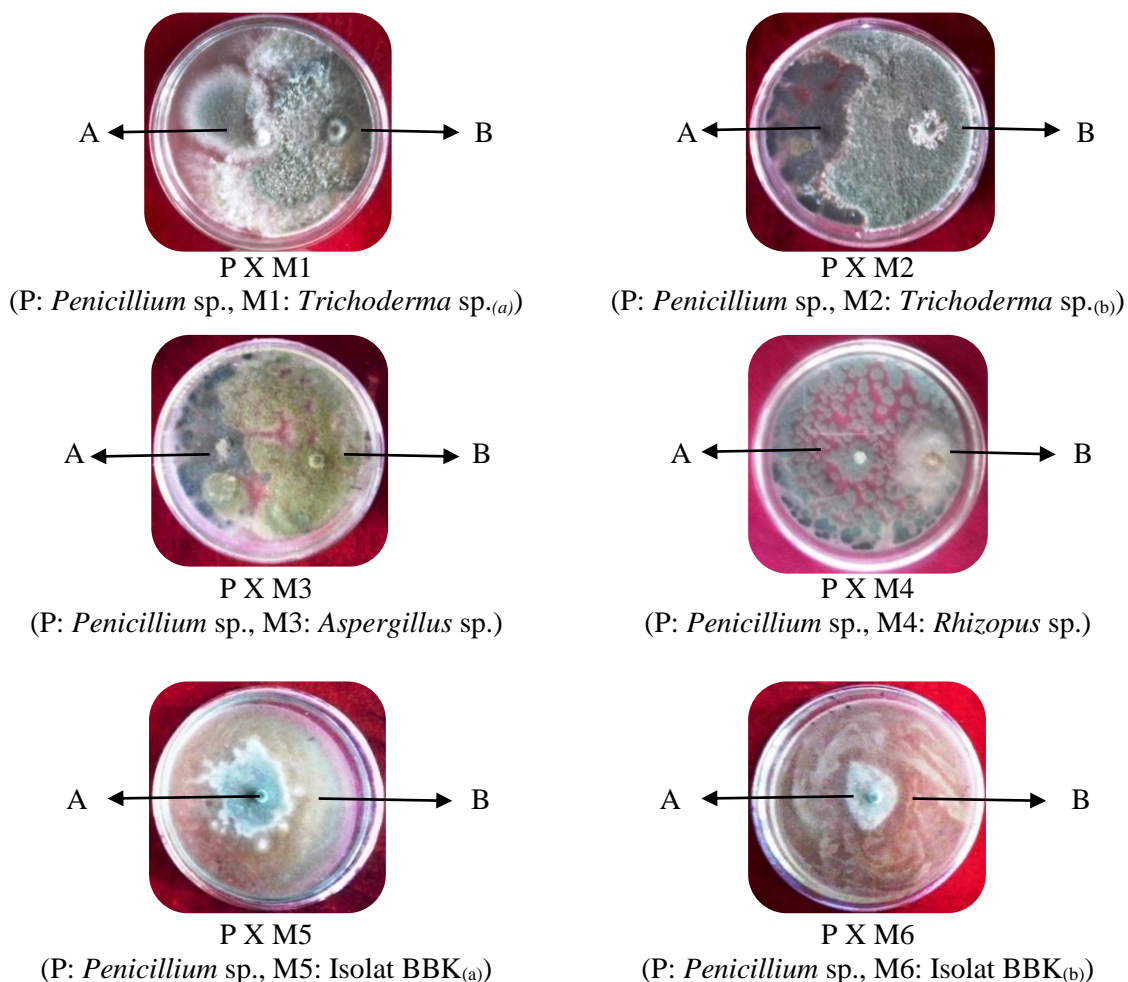 A B A B
P X M1 P X M2
(P: Penicillium sp., M1: Trichoderma sp.(a)) (P: Penicillium sp., M2: Trichoderma sp.(b))
A B A B
P X M3 P X M4
(P: Penicillium sp., M3: Aspergillus sp.) (P: Penicillium sp., M4: Rhizopus sp.)
A B A B
P X M5 P X M6
(P: Penicillium sp., M5: Isolat BBK(a)) (P: Penicillium sp., M6: Isolat BBK(b))